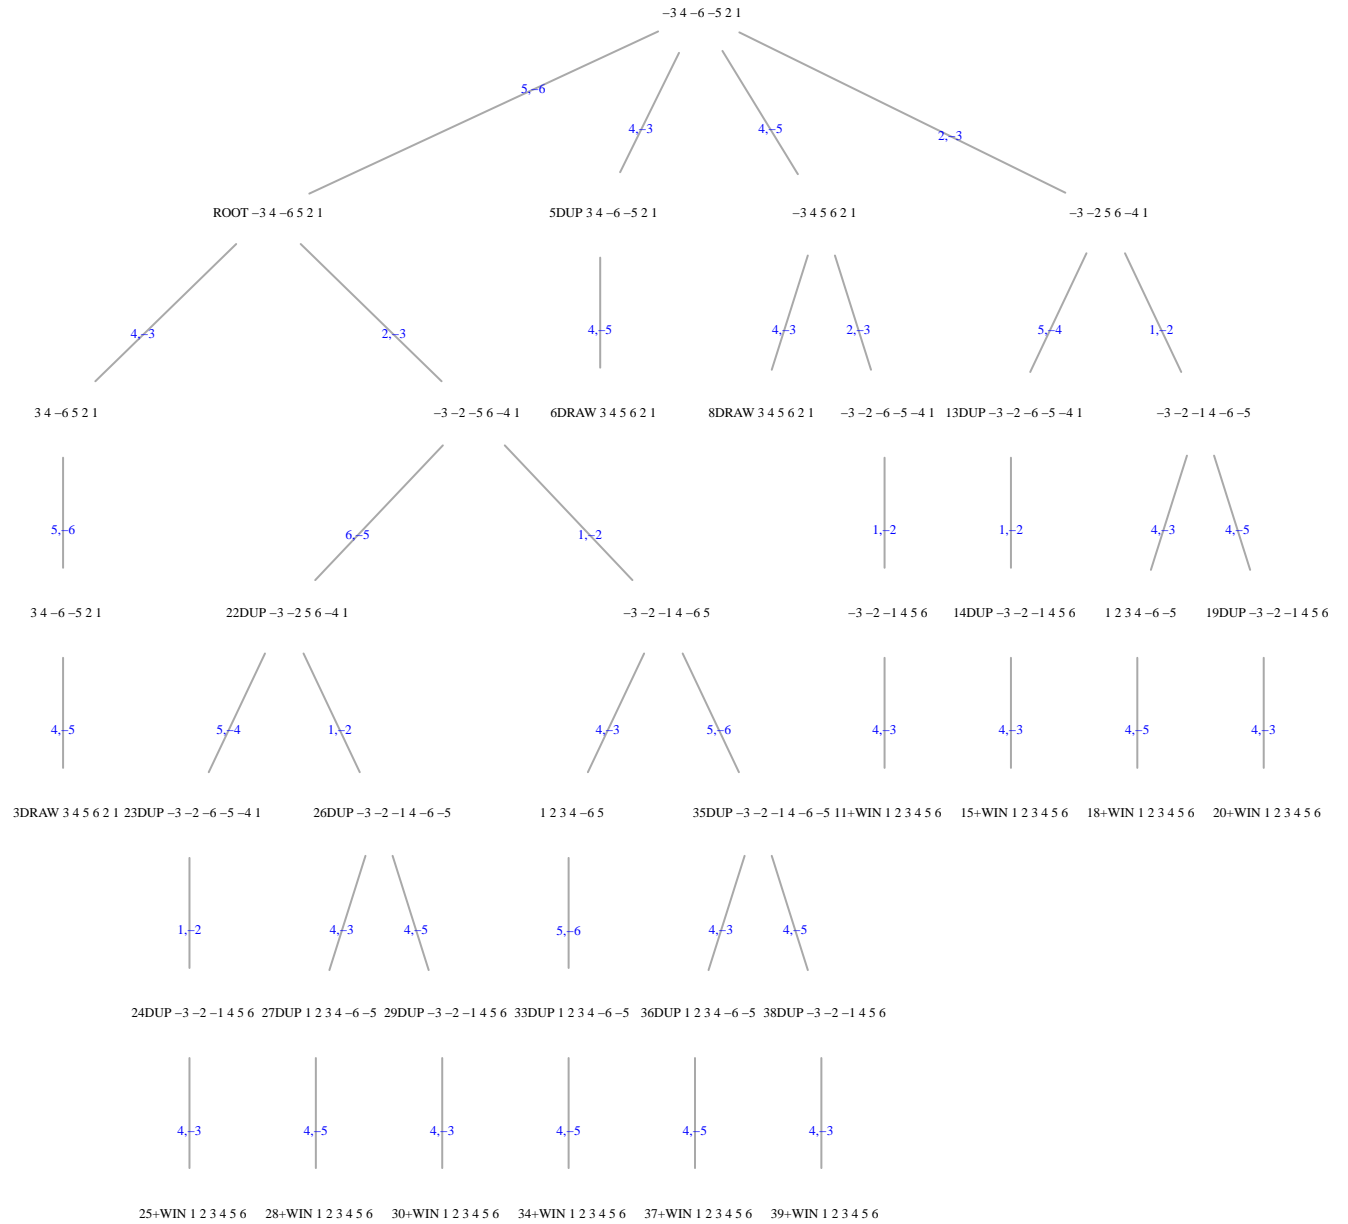 −3 4 −6 −5 2 1
5,−6
4,−3
4,−5
2,−3
ROOT −3 4 −6 5 2 1
5DUP 3 4 −6 −5 2 1
−3 4 5 6 2 1
−3 −2 5 6 −4 1
4,−3
2,−3
4,−5
4,−3
2,−3
5,−4
1,−2
3 4 −6 5 2 1
−3 −2 −5 6 −4 1
6DRAW 3 4 5 6 2 1
8DRAW 3 4 5 6 2 1
−3 −2 −6 −5 −4 1
13DUP −3 −2 −6 −5 −4 1
−3 −2 −1 4 −6 −5
5,−6
6,−5
1,−2
1,−2
1,−2
4,−3
4,−5
3 4 −6 −5 2 1
22DUP −3 −2 5 6 −4 1
−3 −2 −1 4 −6 5
−3 −2 −1 4 5 6
14DUP −3 −2 −1 4 5 6
1 2 3 4 −6 −5
19DUP −3 −2 −1 4 5 6
4,−5
5,−4
1,−2
4,−3
5,−6
4,−3
4,−3
4,−5
4,−3
3DRAW 3 4 5 6 2 1
23DUP −3 −2 −6 −5 −4 1
26DUP −3 −2 −1 4 −6 −5
1 2 3 4 −6 5
35DUP −3 −2 −1 4 −6 −5
11+WIN 1 2 3 4 5 6
15+WIN 1 2 3 4 5 6
18+WIN 1 2 3 4 5 6
20+WIN 1 2 3 4 5 6
1,−2
4,−3
4,−5
5,−6
4,−3
4,−5
24DUP −3 −2 −1 4 5 6
27DUP 1 2 3 4 −6 −5
29DUP −3 −2 −1 4 5 6
33DUP 1 2 3 4 −6 −5
36DUP 1 2 3 4 −6 −5
38DUP −3 −2 −1 4 5 6
4,−3
4,−5
4,−3
4,−5
4,−5
4,−3
25+WIN 1 2 3 4 5 6
28+WIN 1 2 3 4 5 6
30+WIN 1 2 3 4 5 6
34+WIN 1 2 3 4 5 6
37+WIN 1 2 3 4 5 6
39+WIN 1 2 3 4 5 6